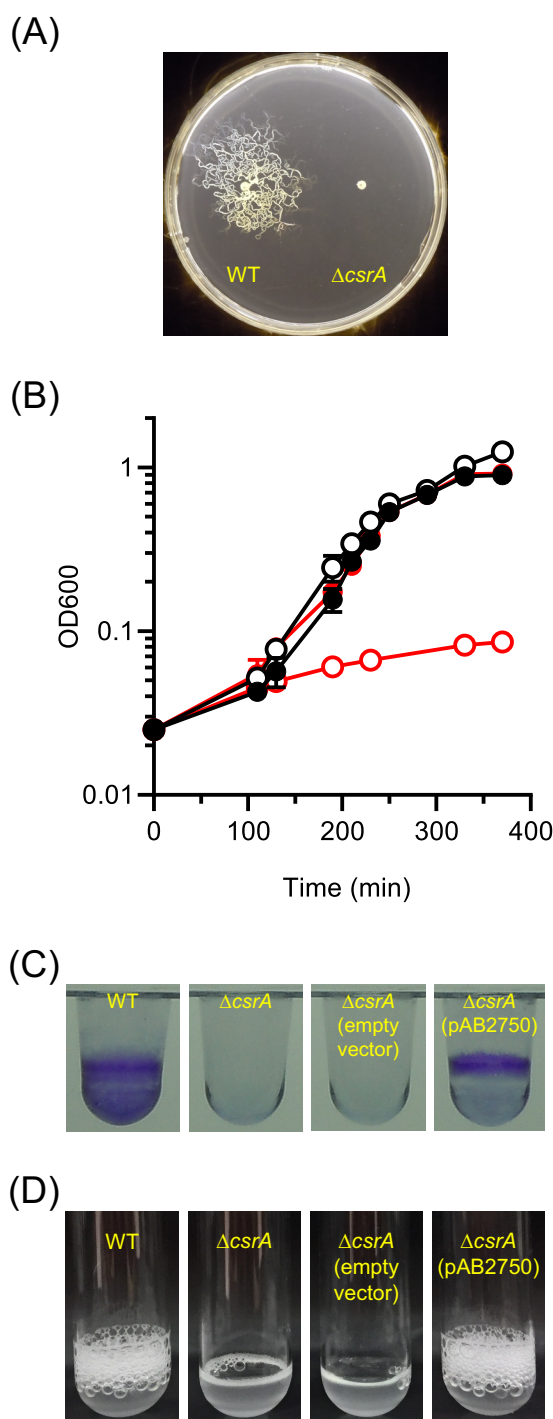 (A)
WT
ΔcsrA
(B)
1
0.1
0.01
OD600
0
100
200
300
400
Time (min)
(C)
WT
ΔcsrA
ΔcsrA
(empty
vector)
ΔcsrA
(pAB2750)
(D)
WT
ΔcsrA
ΔcsrA
(empty
vector)
ΔcsrA
(pAB2750)